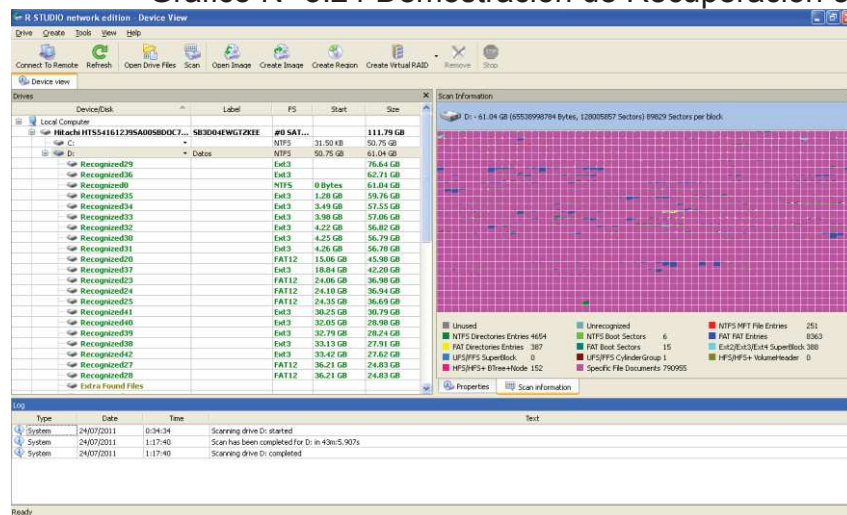 R-STUDIO network edition - Device View
Drive Create Tools View Help
Connect To Remote Refresh Open Drive Files Scan Open Image Create Image Create Region Create Virtual RAID Remove Stop
Device view
Drives
Device/Disk Label FS Start Size
Local Computer
Hitachi HTS541612J9SA00SBDOC7... SB3D04EWGTZKEE #0 SAT... 111.79 GB
C: NTFS 31.50 KB 50.75 GB
D: Datos NTFS 50.75 GB 61.04 GB
Recognized29 Ext3 76.64 GB
Recognized36 Ext3 62.71 GB
Recognized0 NTFS 0 Bytes 61.04 GB
Recognized35 Ext3 1.28 GB 59.76 GB
Recognized34 Ext3 3.49 GB 57.55 GB
Recognized33 Ext3 3.98 GB 57.06 GB
Recognized32 Ext3 4.22 GB 56.82 GB
Recognized30 Ext3 4.25 GB 56.79 GB
Recognized31 Ext3 4.26 GB 56.78 GB
Recognized20 FAT12 15.06 GB 45.98 GB
Recognized37 Ext3 18.84 GB 42.20 GB
Recognized23 FAT12 24.06 GB 36.98 GB
Recognized24 FAT12 24.10 GB 36.94 GB
Recognized25 FAT12 24.35 GB 36.69 GB
Recognized41 Ext3 30.25 GB 30.79 GB
Recognized40 Ext3 32.05 GB 28.98 GB
Recognized39 Ext3 32.79 GB 28.24 GB
Recognized38 Ext3 33.13 GB 27.91 GB
Recognized42 Ext3 33.42 GB 27.62 GB
Recognized27 FAT12 36.21 GB 24.83 GB
Recognized28 FAT12 36.21 GB 24.83 GB
Extra Found Files
Scan Information
D: - 61.04 GB (65538998784 Bytes, 128005857 Sectors) 89829 Sectors per block
Unused Unrecognized NTFS MFT File Entries 251
NTFS Directories Entries 4654 NTFS Boot Sectors 6 FAT FAT Entries 8363
FAT Directories Entries 387 FAT Boot Sectors 15 Ext2/Ext3/Ext4 SuperBlock 388
UFS/FFS SuperBlock 0 UFS/FFS CylinderGroup 1 HFS/HFS+ VolumeHeader 0
HFS/HFS+ BTree+Node 152 Specific File Documents 790955
Properties Scan information
Log
Type Date Time Text
System 24/07/2011 0:34:34 Scanning drive D: started
System 24/07/2011 1:17:40 Scan has been completed for D: in 43m:5.907s
System 24/07/2011 1:17:40 Scanning drive D: completed
Ready